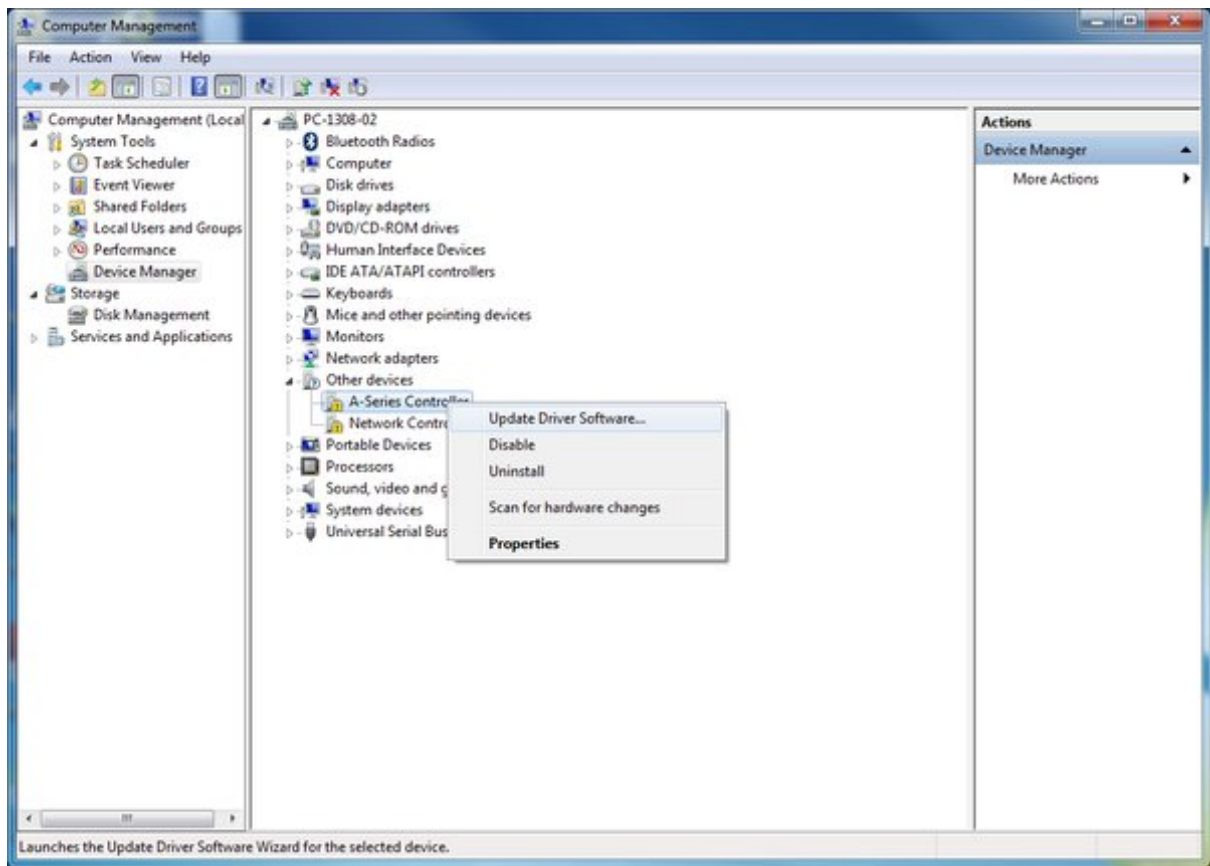 Computer Management
File Action View Help
Computer Management (Local
System Tools
Task Scheduler
Event Viewer
Shared Folders
Local Users and Groups
Performance
Device Manager
Storage
Disk Management
Services and Applications
PC-1308-02
Bluetooth Radios
Computer
Disk drives
Display adapters
DVD/CD-ROM drives
Human Interface Devices
IDE ATA/ATAPI controllers
Keyboards
Mice and other pointing devices
Monitors
Network adapters
Other devices
A-Series Controller
Network Contr
Portable Devices
Processors
Sound, video and g
System devices
Universal Serial Bus
Update Driver Software...
Disable
Uninstall
Scan for hardware changes
Properties
Actions
Device Manager
More Actions
Launches the Update Driver Software Wizard for the selected device.